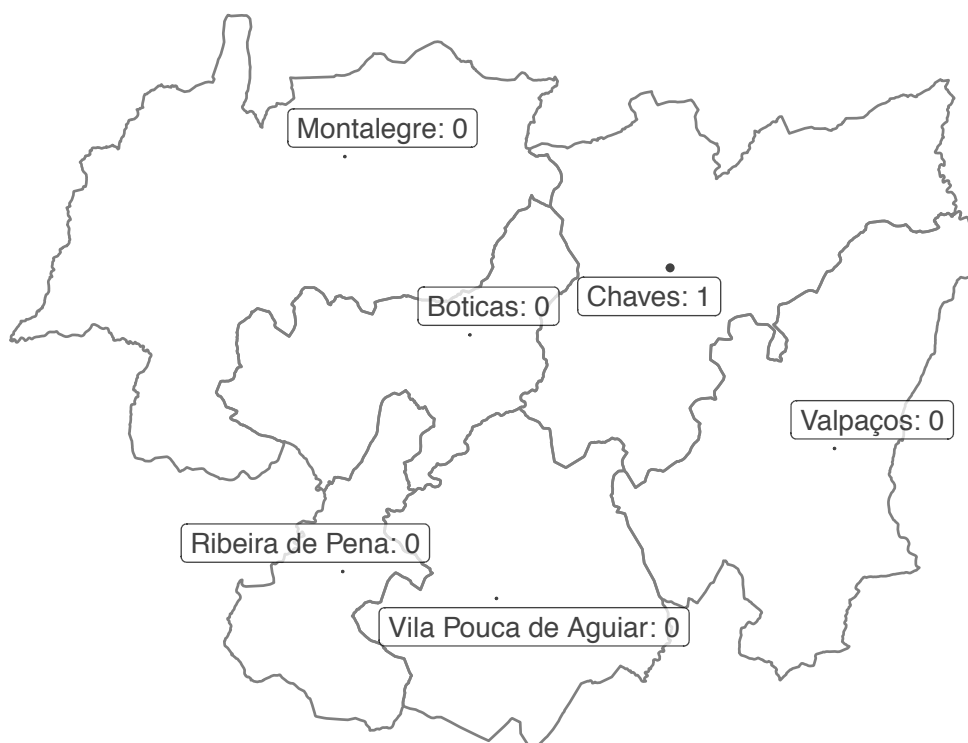 Montalegre: 0
Chaves: 1
Boticas: 0
Valpaços: 0
Ribeira de Pena: 0
Vila Pouca de Aguiar: 0